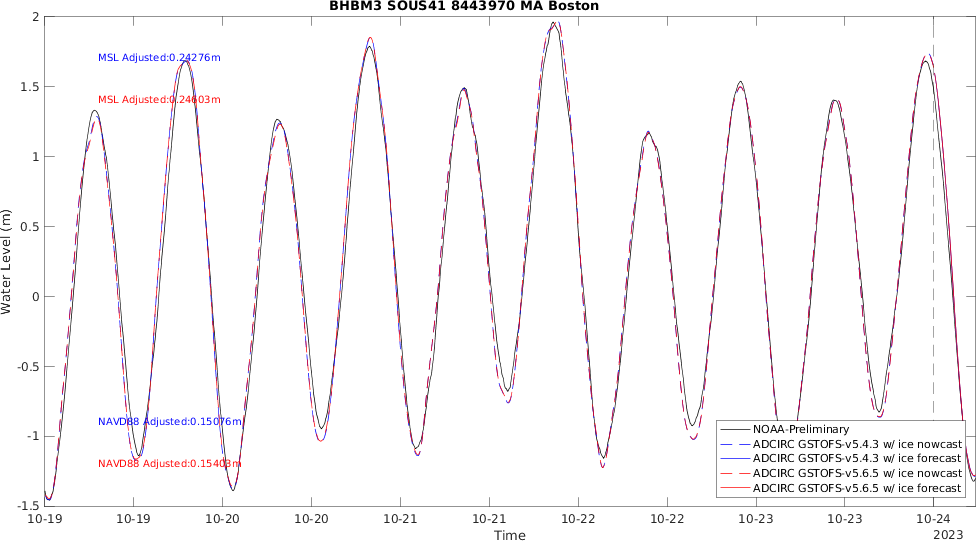 BHBM3 SOUS41 8443970 MA Boston
Water Level (m)
2
1.5
1
0.5
0
-0.5
-1
-1.5
MSL Adjusted:0.24276m
MSL Adjusted:0.24603m
NAVD88 Adjusted:0.15076m
NAVD88 Adjusted:0.15403m
NOAA-Preliminary
ADCIRC GSTOFS-v5.4.3 w/ ice nowcast
ADCIRC GSTOFS-v5.4.3 w/ ice forecast
ADCIRC GSTOFS-v5.6.5 w/ ice nowcast
ADCIRC GSTOFS-v5.6.5 w/ ice forecast
10-19 10-19 10-20 10-20 10-21 10-21 10-22 10-22 10-23 10-23 10-24
Time
2023